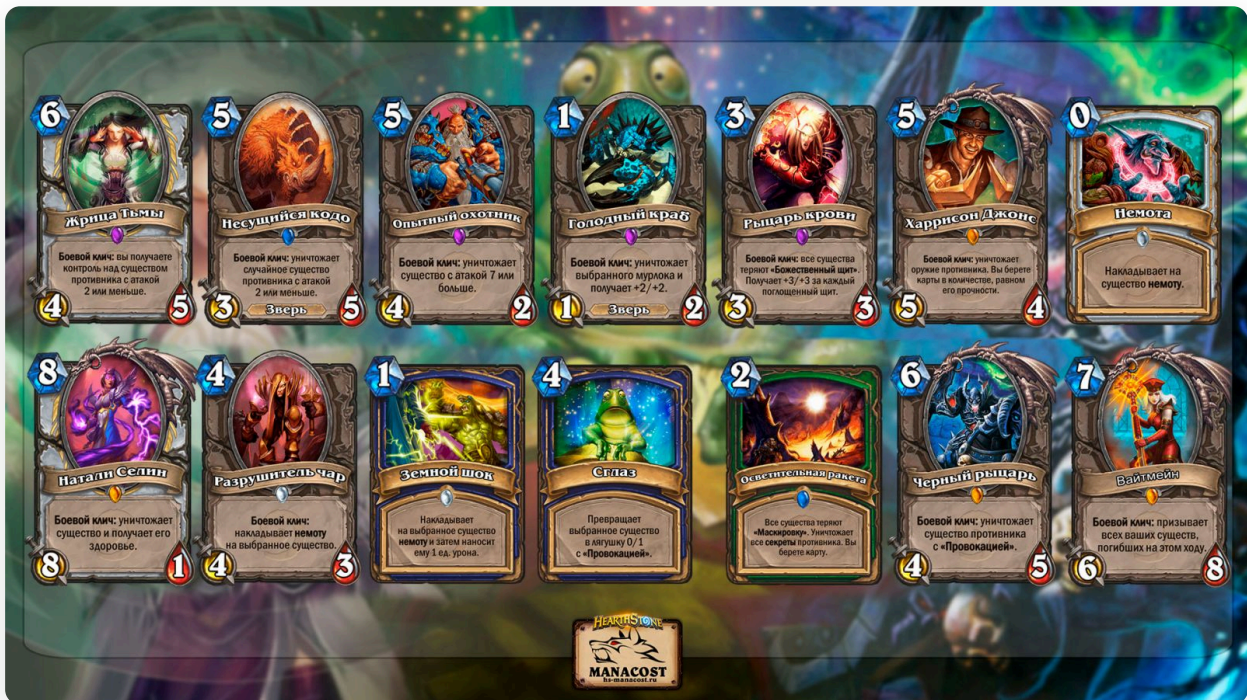 6
Жрица Тьмы
Боевой клич: вы получаете
контроль над существом
противника с атакой
2 или меньше.
4
5
5
Несущийся кодо
Боевой клич: уничтожает
случайное существо
противника с атакой
2 или меньше.
Зверь
3
5
5
Опытный охотник
Боевой клич: уничтожает
существо с атакой 7 или
больше.
4
2
1
Голодный краб
Боевой клич: уничтожает
выбранного мурлока и
получает +2/+2.
Зверь
1
2
3
Рыцарь крови
Боевой клич: все существа
теряют «Божественный щит».
Получает +3/+3 за каждый
поглощенный щит.
3
3
5
Харрисон Джонс
Боевой клич: уничтожает
оружие противника. Вы берете
карты в количестве, равном
его прочности.
5
4
0
Немота
Накладывает на
существо немоту.
8
Натали Селин
Боевой клич: уничтожает
существо и получает его
здоровье.
8
1
4
Разрушитель чар
Боевой клич:
накладывает немоту
на выбранное существо.
4
3
1
Земной шок
Накладывает
на выбранное существо
немоту и затем наносит
ему 1 ед. урона.
4
Сглаз
Превращает
выбранное существо
в лягушку 0/1
с «Провокацией».
2
Осветительная ракета
Все существа теряют
«Маскировку». Уничтожает
все секреты противника. Вы
берете карту.
6
Черный рыцарь
Боевой клич: уничтожает
существо противника
с «Провокацией».
4
5
7
Вайтмейн
Боевой клич: призывает
всех ваших существ,
погибших на этом ходу.
6
8
HEARTHSTONE
MANACOST
hs-manacost.ru